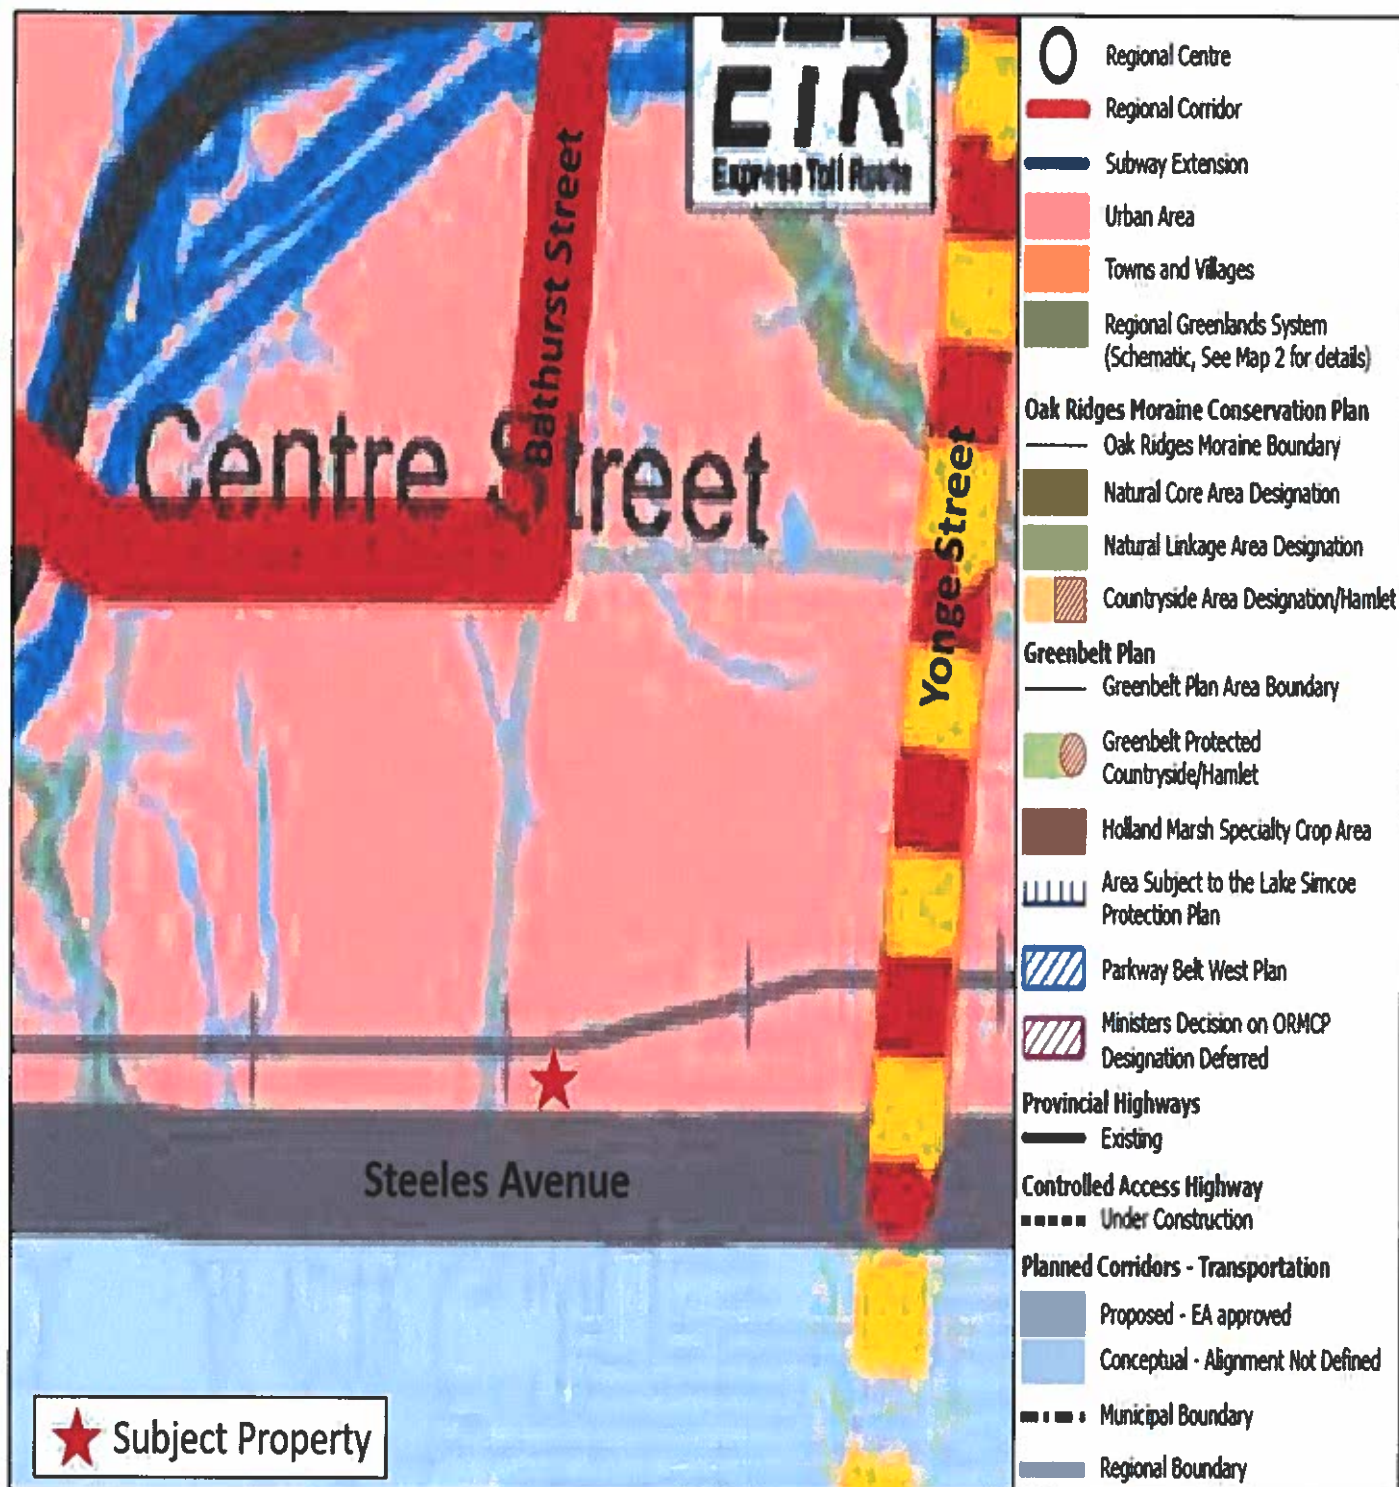 ETR
Express Toll Route
Bathurst Street
Centre Street
Yonge Street
Steeles Avenue
Subject Property
Regional Centre
Regional Corridor
Subway Extension
Urban Area
Towns and Villages
Regional Greenlands System
(Schematic, See Map 2 for details)
Oak Ridges Moraine Conservation Plan
Oak Ridges Moraine Boundary
Natural Core Area Designation
Natural Linkage Area Designation
Countryside Area Designation/Hamlet
Greenbelt Plan
Greenbelt Plan Area Boundary
Greenbelt Protected
Countryside/Hamlet
Holland Marsh Specialty Crop Area
Area Subject to the Lake Simcoe
Protection Plan
Parkway Belt West Plan
Ministers Decision on ORMCP
Designation Deferred
Provincial Highways
Existing
Controlled Access Highway
Under Construction
Planned Corridors - Transportation
Proposed - EA approved
Conceptual - Alignment Not Defined
Municipal Boundary
Regional Boundary